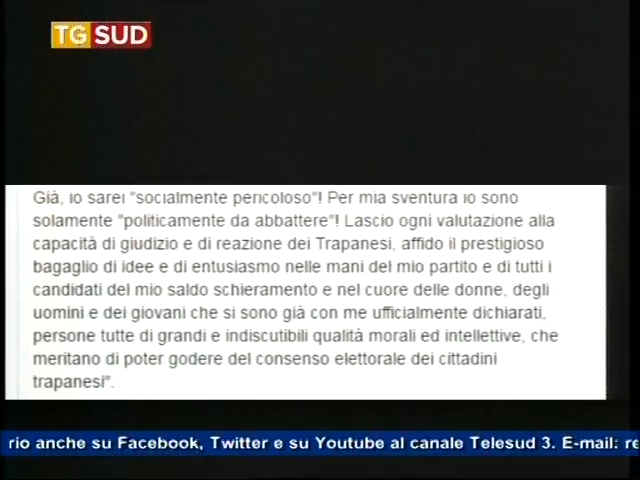 TG SUD
Già, io sarei "socialmente pericoloso"! Per mia sventura io sono
solamente "politicamente da abbattere"! Lascio ogni valutazione alla
capacità di giudizio e di reazione dei Trapanesi, affido il prestigioso
bagaglio di idee e di entusiasmo nelle mani del mio partito e di tutti i
candidati del mio saldo schieramento e nel cuore delle donne, degli
uomini e dei giovani che si sono già con me ufficialmente dichiarati,
persone tutte di grandi e indiscutibili qualità morali ed intellettive, che
meritano di poter godere del consenso elettorale dei cittadini
trapanesi".
rio anche su Facebook, Twitter e su Youtube al canale Telesud 3. E-mail: re